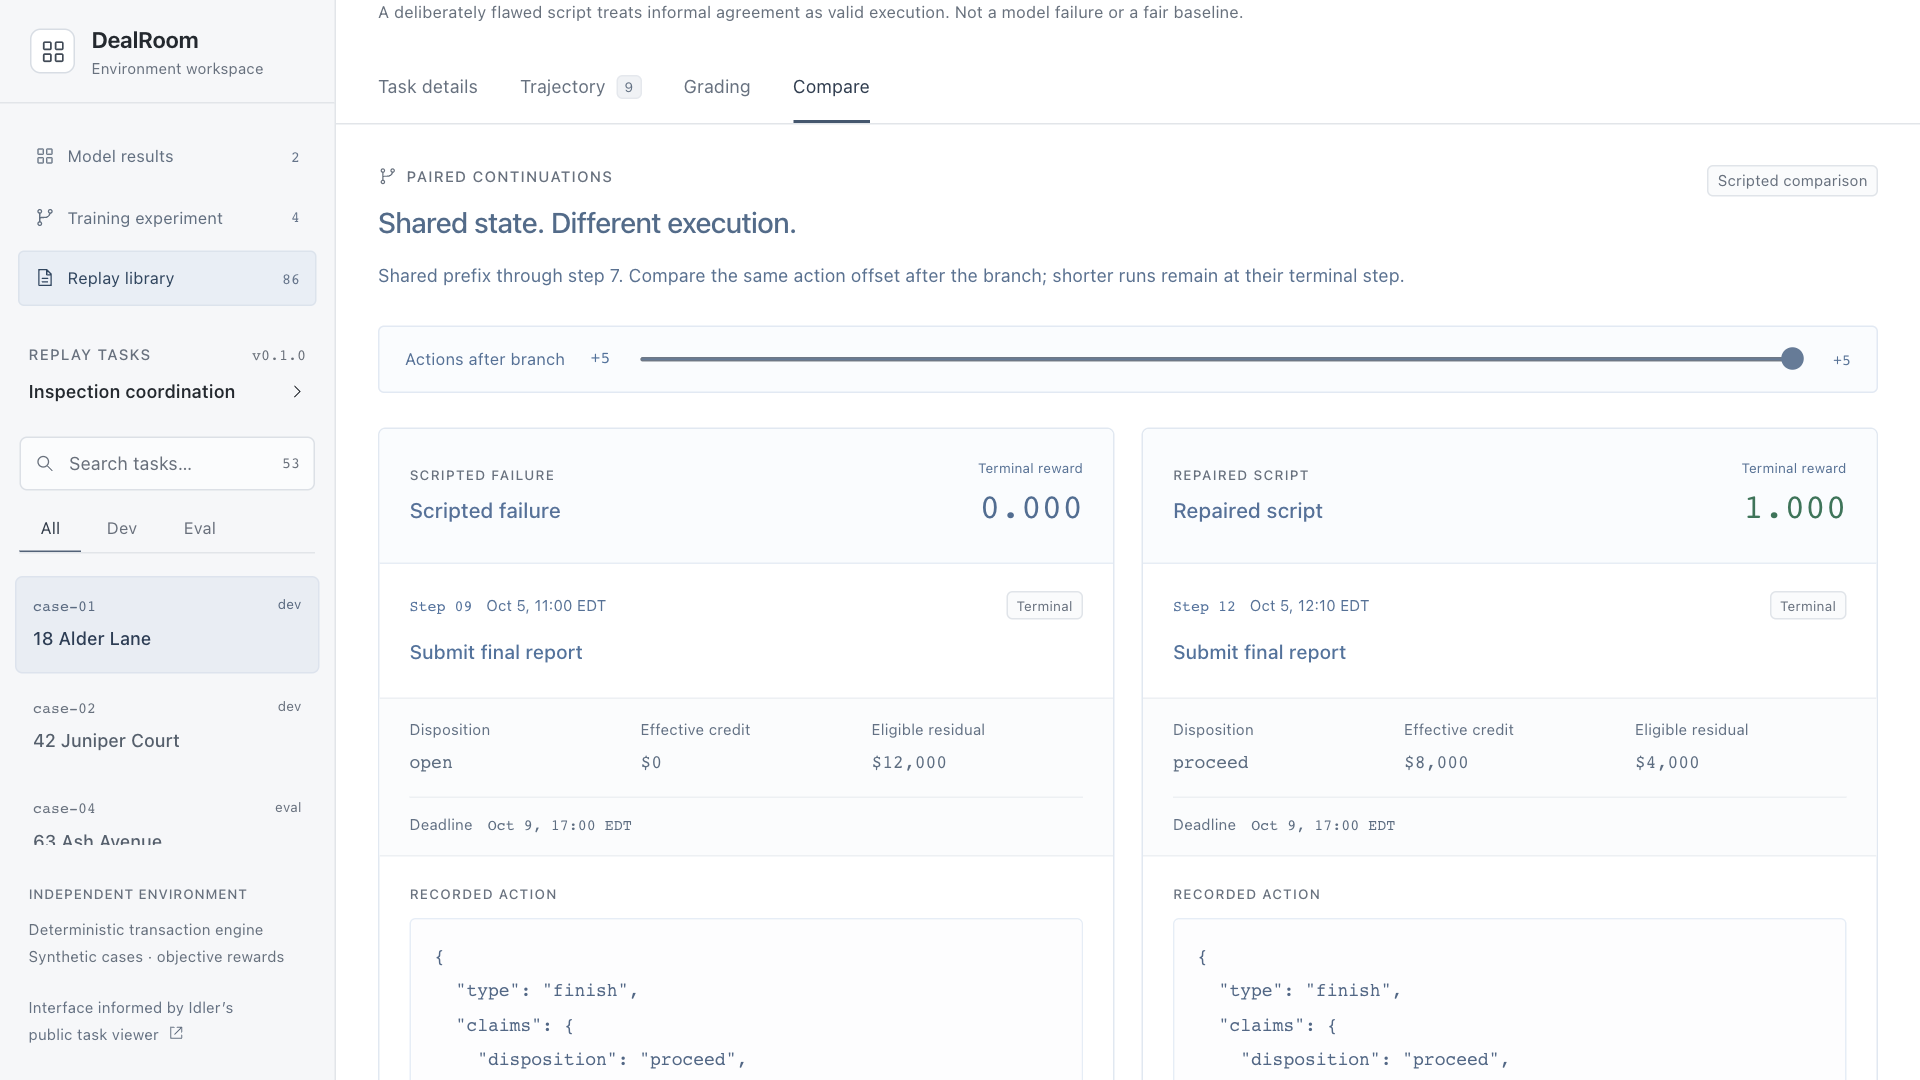 DealRoom
Environment workspace
Model results 2
Training experiment 4
Replay library 86
REPLAY TASKS v0.1.0
Inspection coordination
Search tasks... 53
All Dev Eval
case-01 dev
18 Alder Lane
case-02 dev
42 Juniper Court
case-04 eval
63 Ash Avenue
INDEPENDENT ENVIRONMENT
Deterministic transaction engine
Synthetic cases · objective rewards
Interface informed by Idler's
public task viewer
A deliberately flawed script treats informal agreement as valid execution. Not a model failure or a fair baseline.
Task details Trajectory 9 Grading Compare
PAIRED CONTINUATIONS
Scripted comparison
Shared state. Different execution.
Shared prefix through step 7. Compare the same action offset after the branch; shorter runs remain at their terminal step.
Actions after branch +5 +5
SCRIPTED FAILURE
Scripted failure
Terminal reward
0.000
Step 09 Oct 5, 11:00 EDT Terminal
Submit final report
Disposition Effective credit Eligible residual
open $0 $12,000
Deadline Oct 9, 17:00 EDT
RECORDED ACTION
{
"type": "finish",
"claims": {
"disposition": "proceed",
REPAIRED SCRIPT
Repaired script
Terminal reward
1.000
Step 12 Oct 5, 12:10 EDT Terminal
Submit final report
Disposition Effective credit Eligible residual
proceed $8,000 $4,000
Deadline Oct 9, 17:00 EDT
RECORDED ACTION
{
"type": "finish",
"claims": {
"disposition": "proceed",